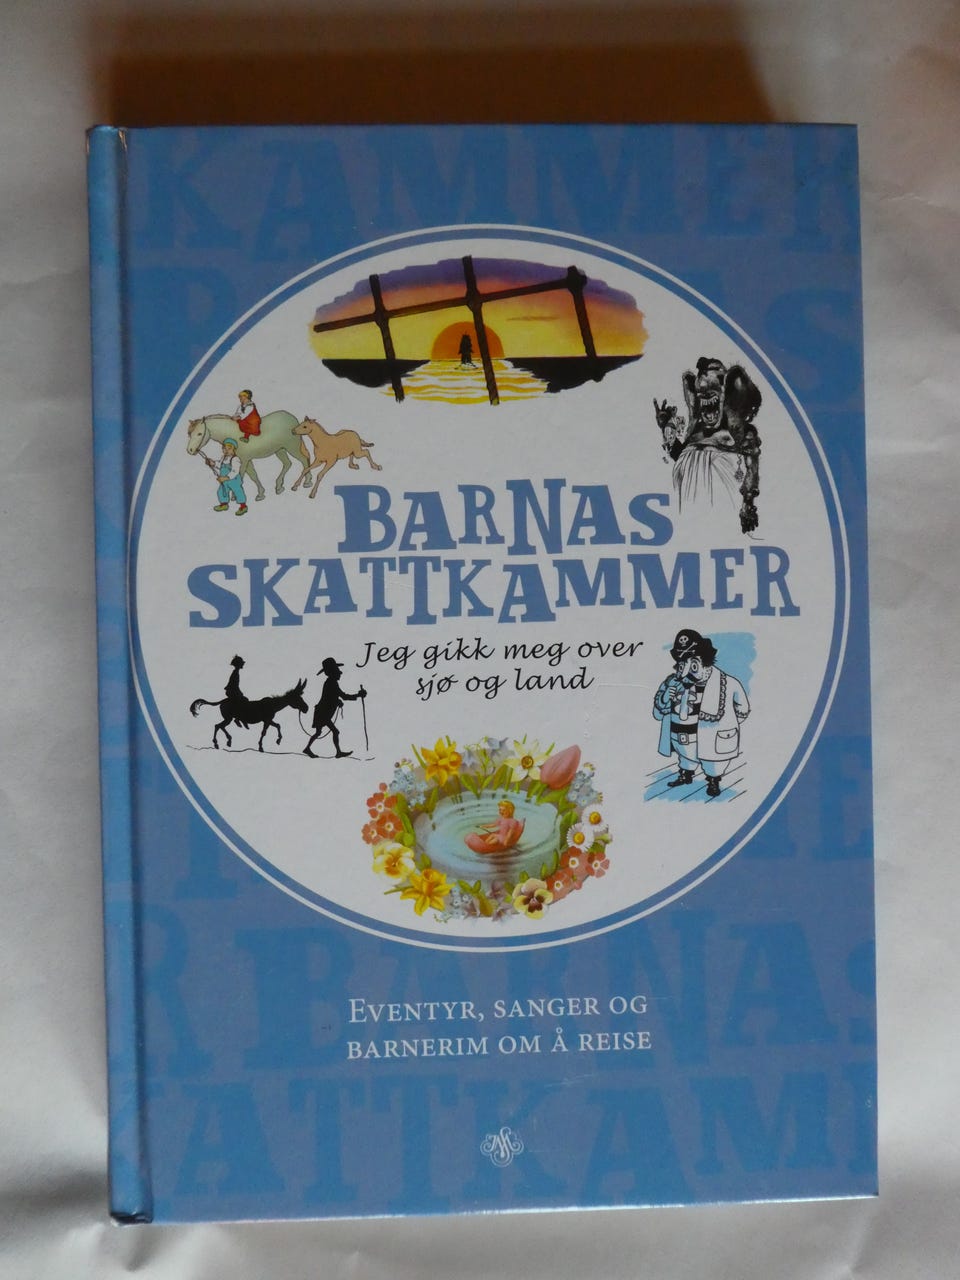 BARNAS
SKATTKAMMER
Jeg gikk meg over
sjø og land
EVENTYR, SANGER OG
BARNERIM OM Å REISE